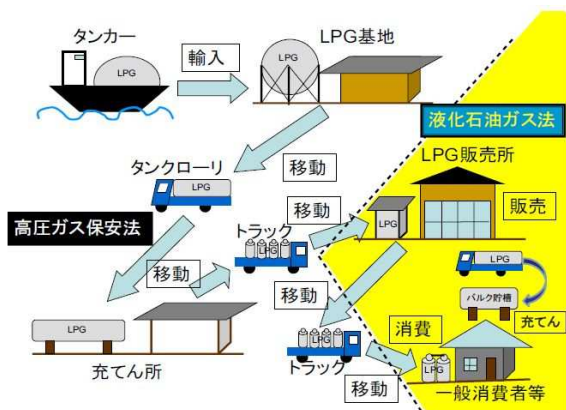 タンカー
LPG
輸入
LPG基地
LPG
液化石油ガス法
タンクローリ
LPG
移動
LPG販売所
LPG
販売
高圧ガス保安法
移動
トラック
LPG
移動
LPG
バルク貯槽
充てん
移動
LPG
充てん所
トラック
移動
消費
LPG
一般消費者等